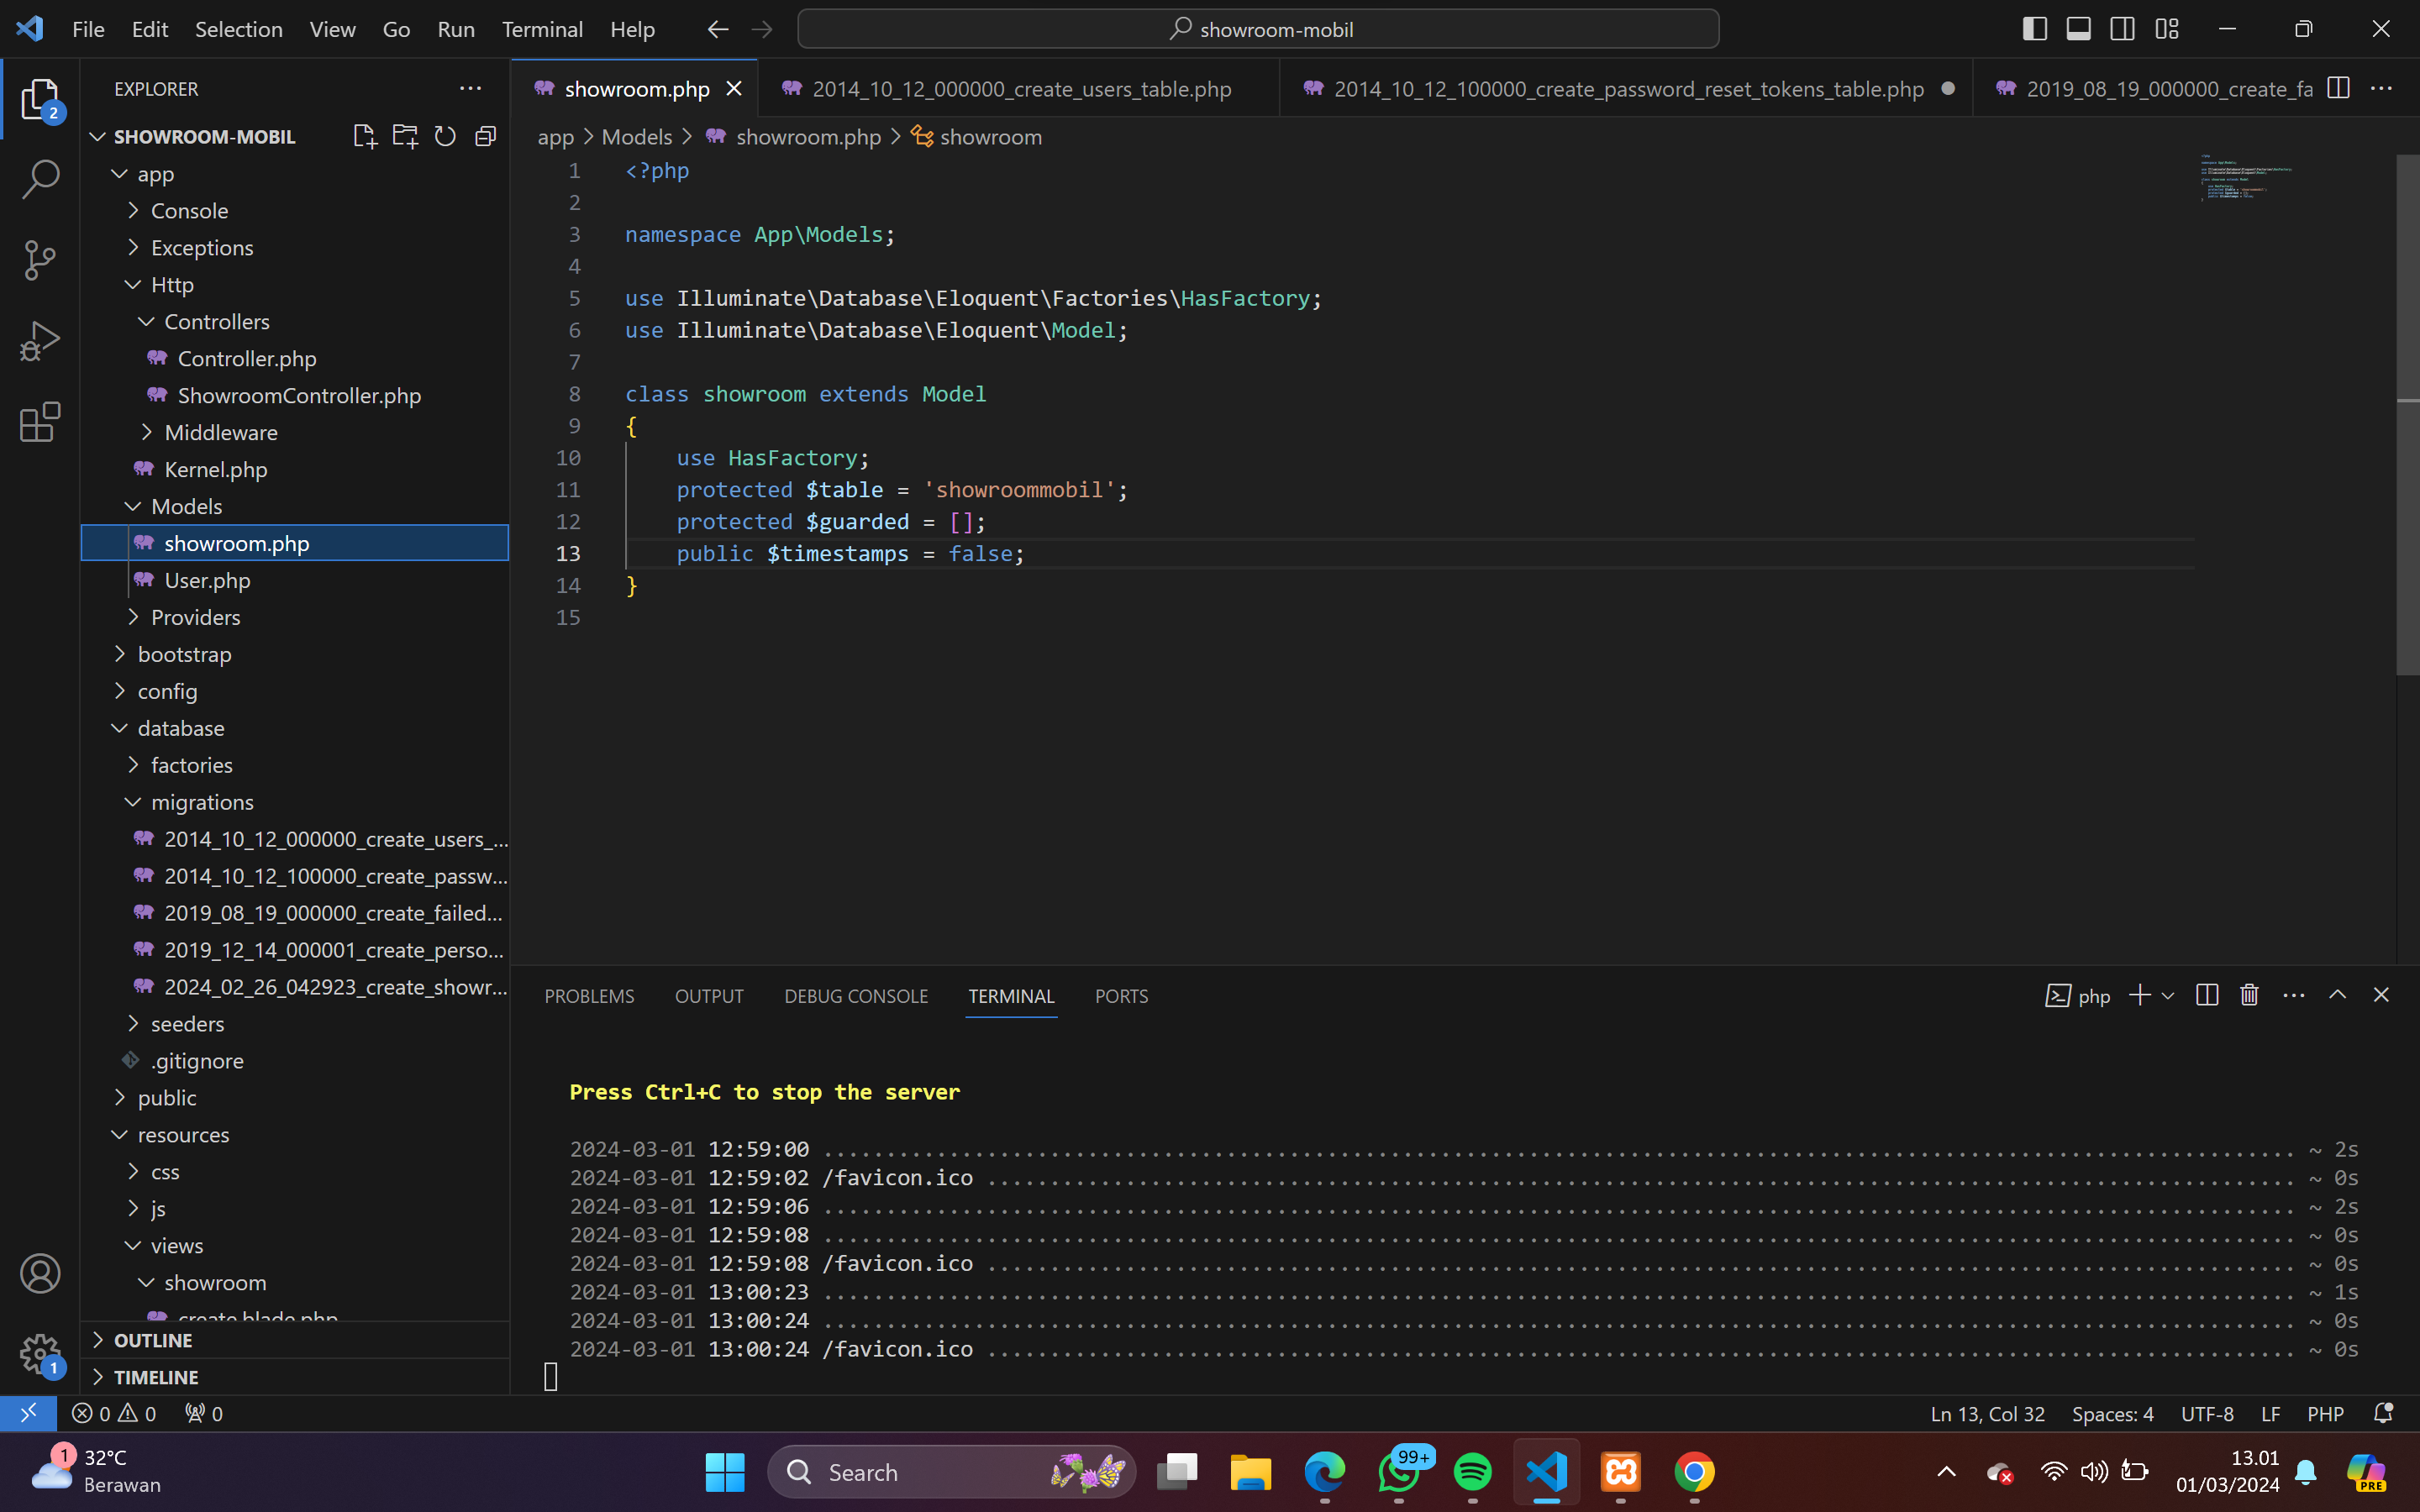 File Edit Selection View Go Run Terminal Help
showroom-mobil
2
EXPLORER
SHOWROOM-MOBIL
app
Console
Exceptions
Http
Controllers
Controller.php
ShowroomController.php
Middleware
Kernel.php
Models
showroom.php
User.php
Providers
bootstrap
config
database
factories
migrations
2014_10_12_000000_create_users_...
2014_10_12_100000_create_passw...
2019_08_19_000000_create_failed...
2019_12_14_000001_create_perso...
2024_02_26_042923_create_showr...
seeders
.gitignore
public
resources
css
js
views
showroom
create.blade.php
OUTLINE
TIMELINE
1
showroom.php 2014_10_12_000000_create_users_table.php 2014_10_12_100000_create_password_reset_tokens_table.php 2019_08_19_000000_create_fa
app > Models > showroom.php > showroom
1 <?php
2
3 namespace App\Models;
4
5 use Illuminate\Database\Eloquent\Factories\HasFactory;
6 use Illuminate\Database\Eloquent\Model;
7
8 class showroom extends Model
9 {
10 use HasFactory;
11 protected $table = 'showroommobil';
12 protected $guarded = [];
13 public $timestamps = false;
14 }
15
PROBLEMS OUTPUT DEBUG CONSOLE TERMINAL PORTS
php
Press Ctrl+C to stop the server
2024-03-01 12:59:00 ........ ~ 2s
2024-03-01 12:59:02 /favicon.ico ........ ~ 0s
2024-03-01 12:59:06 ........ ~ 2s
2024-03-01 12:59:08 ........ ~ 0s
2024-03-01 12:59:08 /favicon.ico ........ ~ 0s
2024-03-01 13:00:23 ........ ~ 1s
2024-03-01 13:00:24 ........ ~ 0s
2024-03-01 13:00:24 /favicon.ico ........ ~ 0s
0 0 0
Ln 13, Col 32 Spaces: 4 UTF-8 LF PHP
1
32°C
Berawan
Search
99+
13.01
01/03/2024
PRE